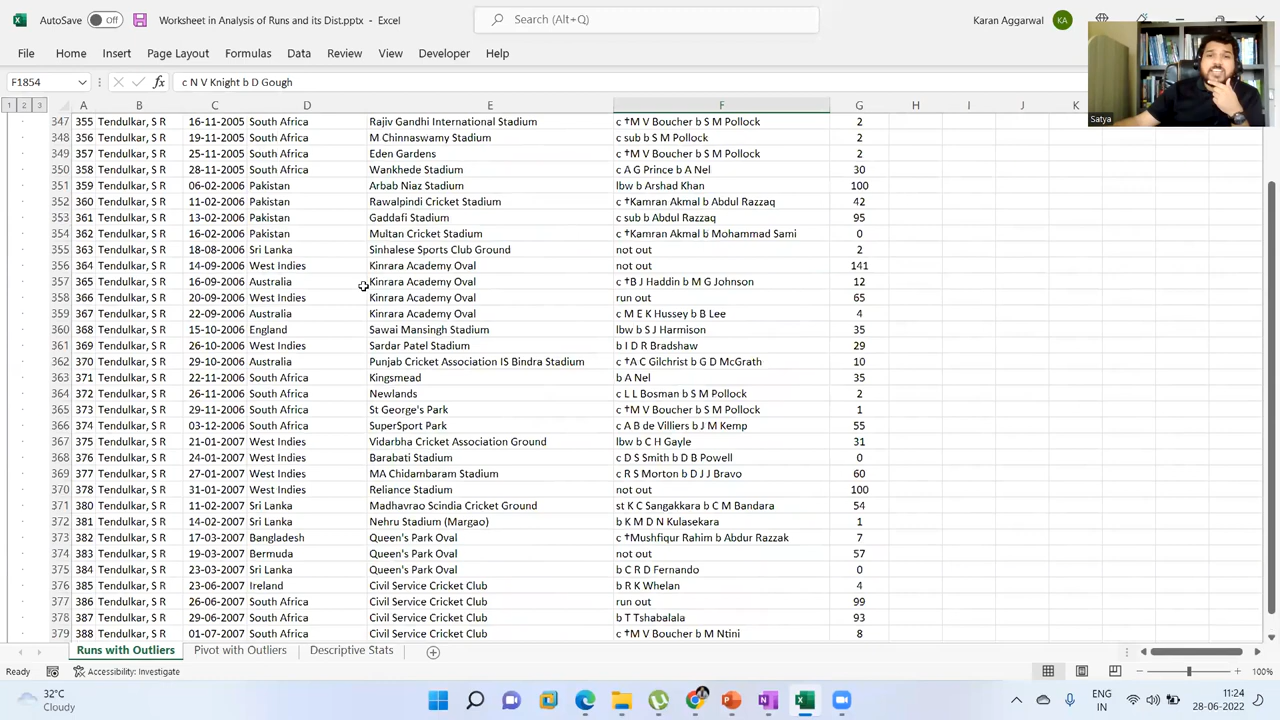 AutoSave Off Worksheet in Analysis of Runs and its Dist.pptx - Excel Search (Alt+Q) Karan Aggarwal KA
File Home Insert Page Layout Formulas Data Review View Developer Help
F1854 fx c N V Knight b D Gough
Satya
1 2 3 A B C D E F G H I J K
347 355 Tendulkar, S R 16-11-2005 South Africa Rajiv Gandhi International Stadium c †M V Boucher b S M Pollock 2
348 356 Tendulkar, S R 19-11-2005 South Africa M Chinnaswamy Stadium c sub b S M Pollock 2
349 357 Tendulkar, S R 25-11-2005 South Africa Eden Gardens c †M V Boucher b S M Pollock 2
350 358 Tendulkar, S R 28-11-2005 South Africa Wankhede Stadium c A G Prince b A Nel 30
351 359 Tendulkar, S R 06-02-2006 Pakistan Arbab Niaz Stadium lbw b Arshad Khan 100
352 360 Tendulkar, S R 11-02-2006 Pakistan Rawalpindi Cricket Stadium c †Kamran Akmal b Abdul Razzaq 42
353 361 Tendulkar, S R 13-02-2006 Pakistan Gaddafi Stadium c sub b Abdul Razzaq 95
354 362 Tendulkar, S R 16-02-2006 Pakistan Multan Cricket Stadium c †Kamran Akmal b Mohammad Sami 0
355 363 Tendulkar, S R 18-08-2006 Sri Lanka Sinhalese Sports Club Ground not out 2
356 364 Tendulkar, S R 14-09-2006 West Indies Kinrara Academy Oval not out 141
357 365 Tendulkar, S R 16-09-2006 Australia Kinrara Academy Oval c †B J Haddin b M G Johnson 12
358 366 Tendulkar, S R 20-09-2006 West Indies Kinrara Academy Oval run out 65
359 367 Tendulkar, S R 22-09-2006 Australia Kinrara Academy Oval c M E K Hussey b B Lee 4
360 368 Tendulkar, S R 15-10-2006 England Sawai Mansingh Stadium lbw b S J Harmison 35
361 369 Tendulkar, S R 26-10-2006 West Indies Sardar Patel Stadium b I D R Bradshaw 29
362 370 Tendulkar, S R 29-10-2006 Australia Punjab Cricket Association IS Bindra Stadium c †A C Gilchrist b G D McGrath 10
363 371 Tendulkar, S R 22-11-2006 South Africa Kingsmead b A Nel 35
364 372 Tendulkar, S R 26-11-2006 South Africa Newlands c L L Bosman b S M Pollock 2
365 373 Tendulkar, S R 29-11-2006 South Africa St George's Park c †M V Boucher b S M Pollock 1
366 374 Tendulkar, S R 03-12-2006 South Africa SuperSport Park c A B de Villiers b J M Kemp 55
367 375 Tendulkar, S R 21-01-2007 West Indies Vidarbha Cricket Association Ground lbw b C H Gayle 31
368 376 Tendulkar, S R 24-01-2007 West Indies Barabati Stadium c D S Smith b D B Powell 0
369 377 Tendulkar, S R 27-01-2007 West Indies MA Chidambaram Stadium c R S Morton b D J J Bravo 60
370 378 Tendulkar, S R 31-01-2007 West Indies Reliance Stadium not out 100
371 380 Tendulkar, S R 11-02-2007 Sri Lanka Madhavrao Scindia Cricket Ground st K C Sangakkara b C M Bandara 54
372 381 Tendulkar, S R 14-02-2007 Sri Lanka Nehru Stadium (Margao) b K M D N Kulasekara 1
373 382 Tendulkar, S R 17-03-2007 Bangladesh Queen's Park Oval c †Mushfiqur Rahim b Abdur Razzak 7
374 383 Tendulkar, S R 19-03-2007 Bermuda Queen's Park Oval not out 57
375 384 Tendulkar, S R 23-03-2007 Sri Lanka Queen's Park Oval b C R D Fernando 0
376 385 Tendulkar, S R 23-06-2007 Ireland Civil Service Cricket Club b R K Whelan 4
377 386 Tendulkar, S R 26-06-2007 South Africa Civil Service Cricket Club run out 99
378 387 Tendulkar, S R 29-06-2007 South Africa Civil Service Cricket Club b T Tshabalala 93
379 388 Tendulkar, S R 01-07-2007 South Africa Civil Service Cricket Club c †M V Boucher b M Ntini 8
Runs with Outliers Pivot with Outliers Descriptive Stats
Ready Accessibility: Investigate 100%
32°C Cloudy ENG IN 11:24 28-06-2022